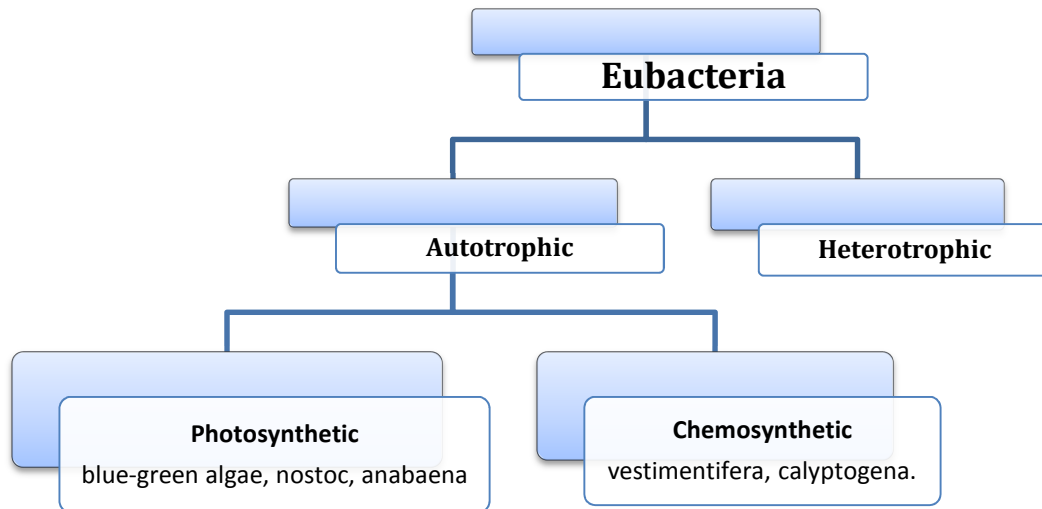 Eubacteria
Autotrophic
Heterotrophic
Photosynthetic
blue-green algae, nostoc, anabaena
Chemosynthetic
vestimentifera, calyptogena.